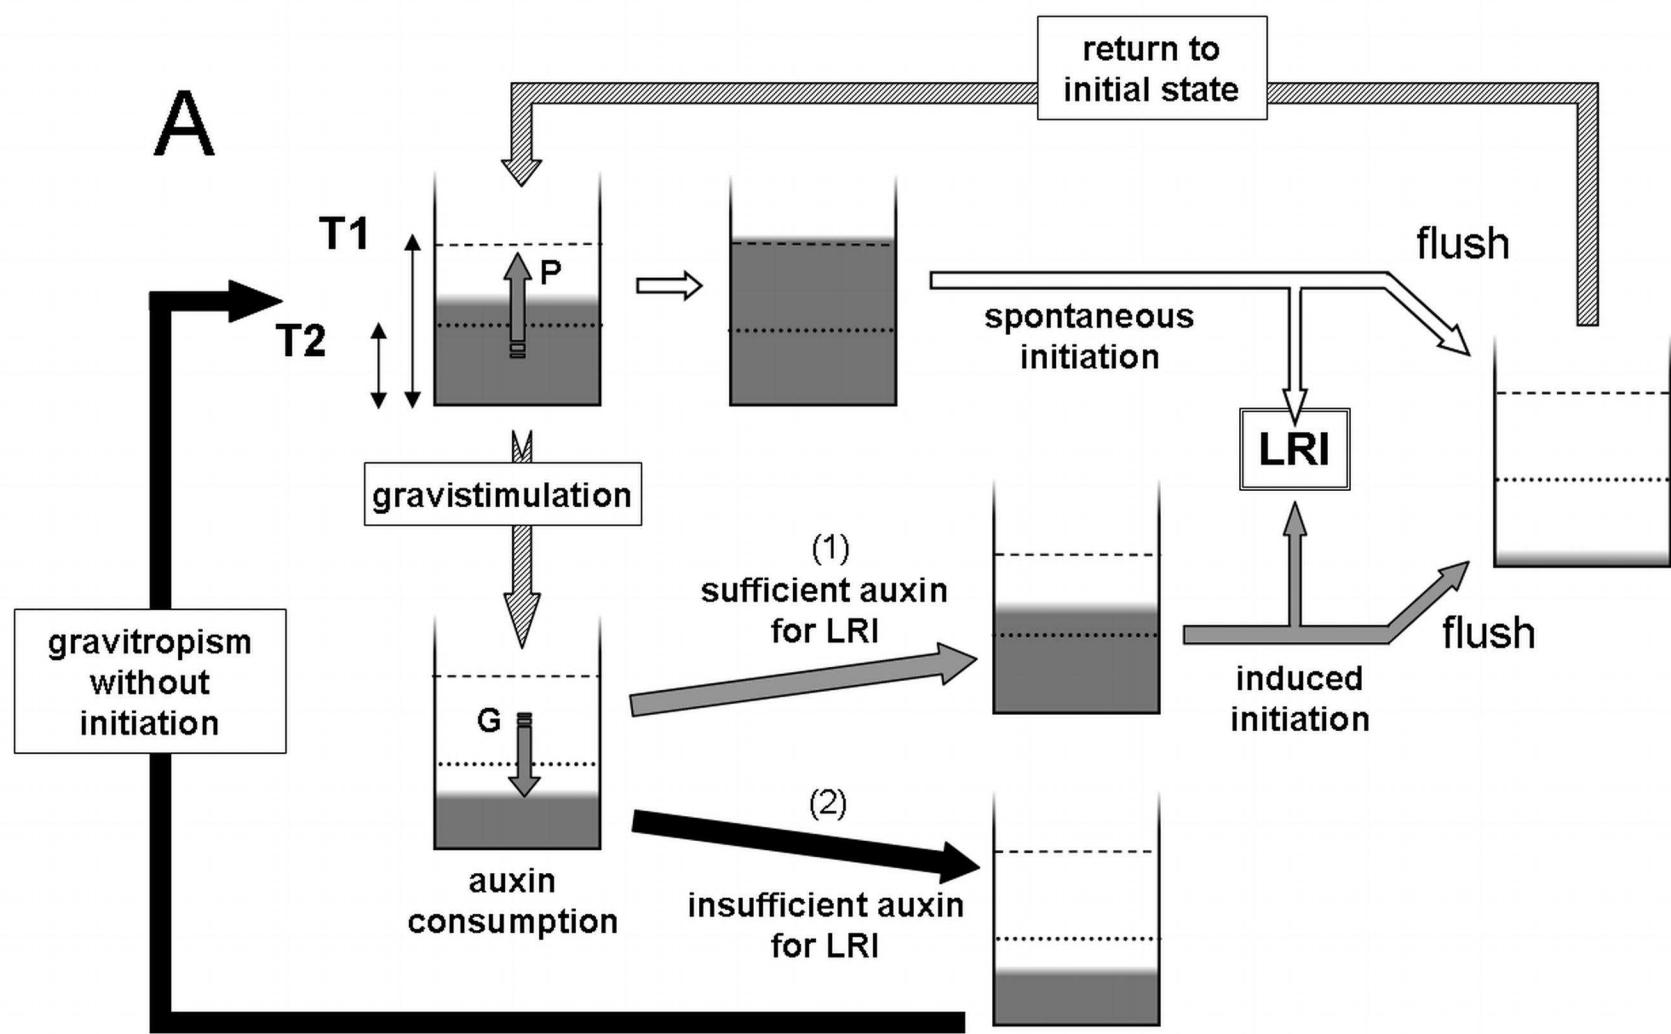 A
return to
initial state
T1
P
T2
flush
spontaneous
initiation
LRI
gravistimulation
(1)
sufficient auxin
for LRI
gravitropism
without
initiation
G
flush
induced
initiation
(2)
auxin
consumption
insufficient auxin
for LRI